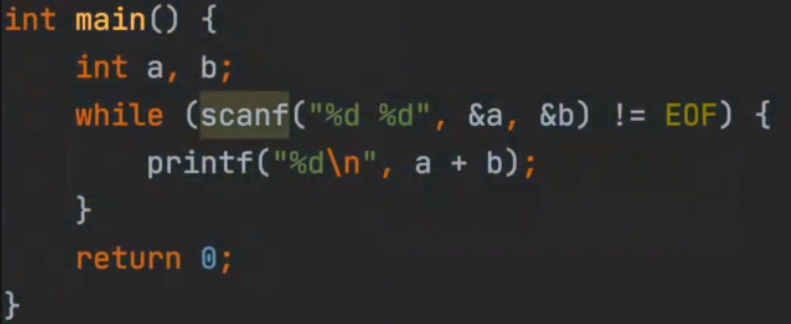 int main() {
    int a, b;
    while (scanf("%d %d", &a, &b) != EOF) {
        printf("%d\n", a + b);
    }
    return 0;
}